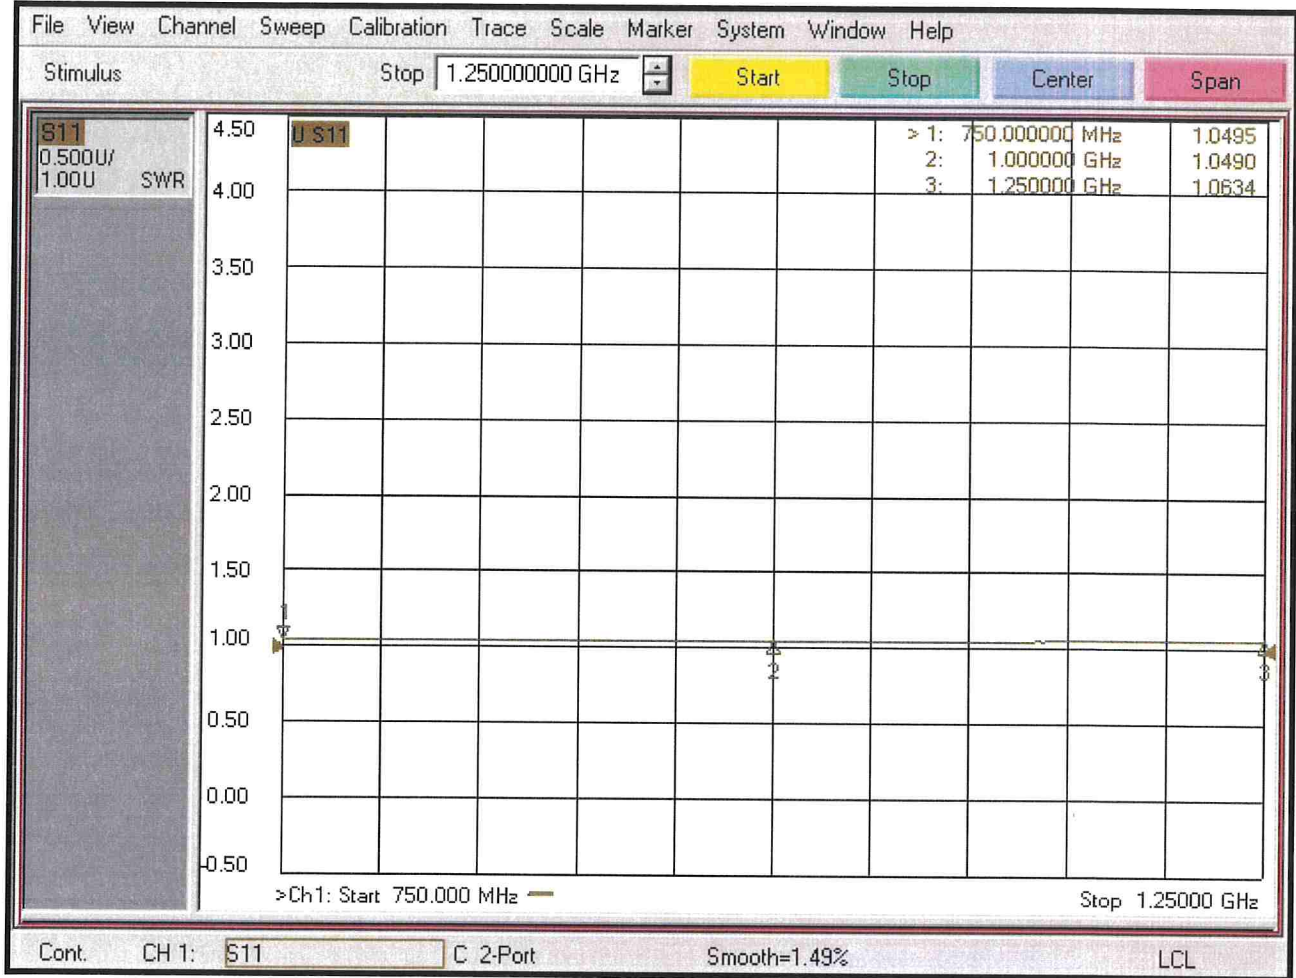 File View Channel Sweep Calibration Trace Scale Marker System Window Help
Stimulus Stop 1.250000000 GHz Start Stop Center Span
S11
0.500U/
1.00U SWR
4.50
4.00
3.50
3.00
2.50
2.00
1.50
1.00
0.50
0.00
-0.50
U S11
> 1: 750.000000 MHz 1.0495
2: 1.000000 GHz 1.0490
3: 1.250000 GHz 1.0634
1
2
3
>Ch1: Start 750.000 MHz
Stop 1.25000 GHz
Cont. CH 1: S11 C 2-Port Smooth=1.49% LCL